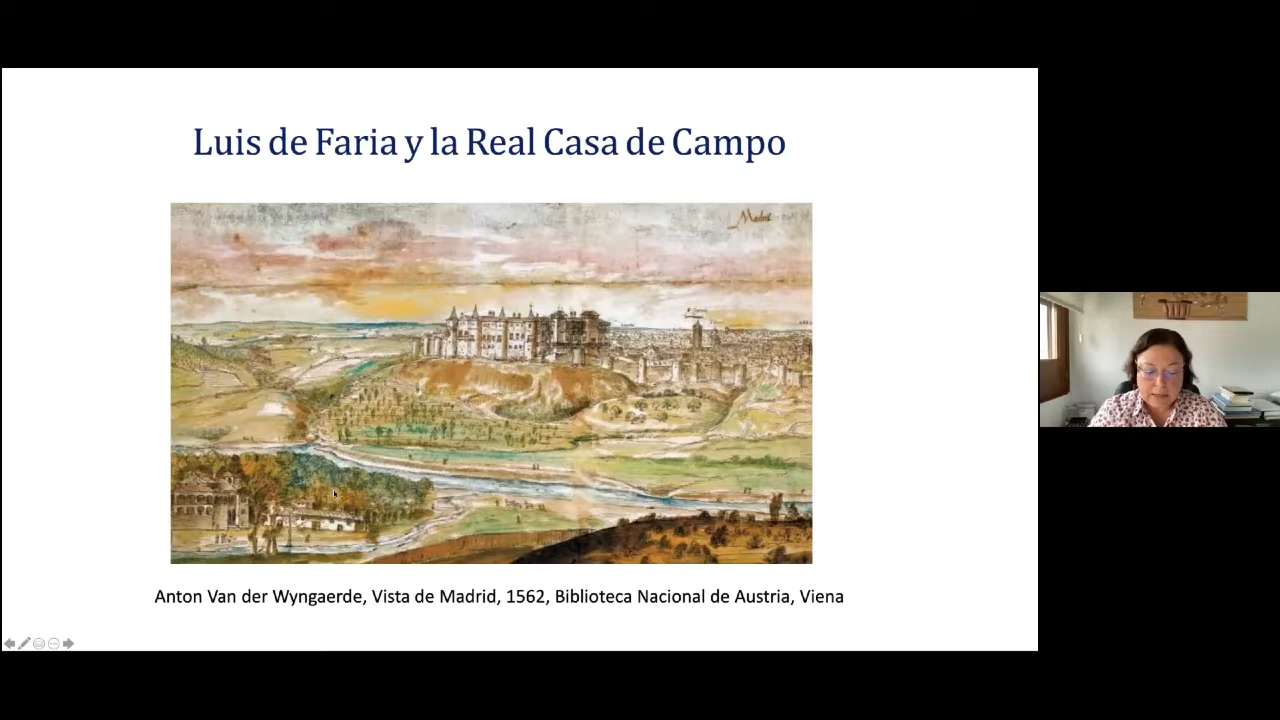 Luis de Faria y la Real Casa de Campo
Madrid
Anton Van der Wyngaerde, Vista de Madrid, 1562, Biblioteca Nacional de Austria, Viena